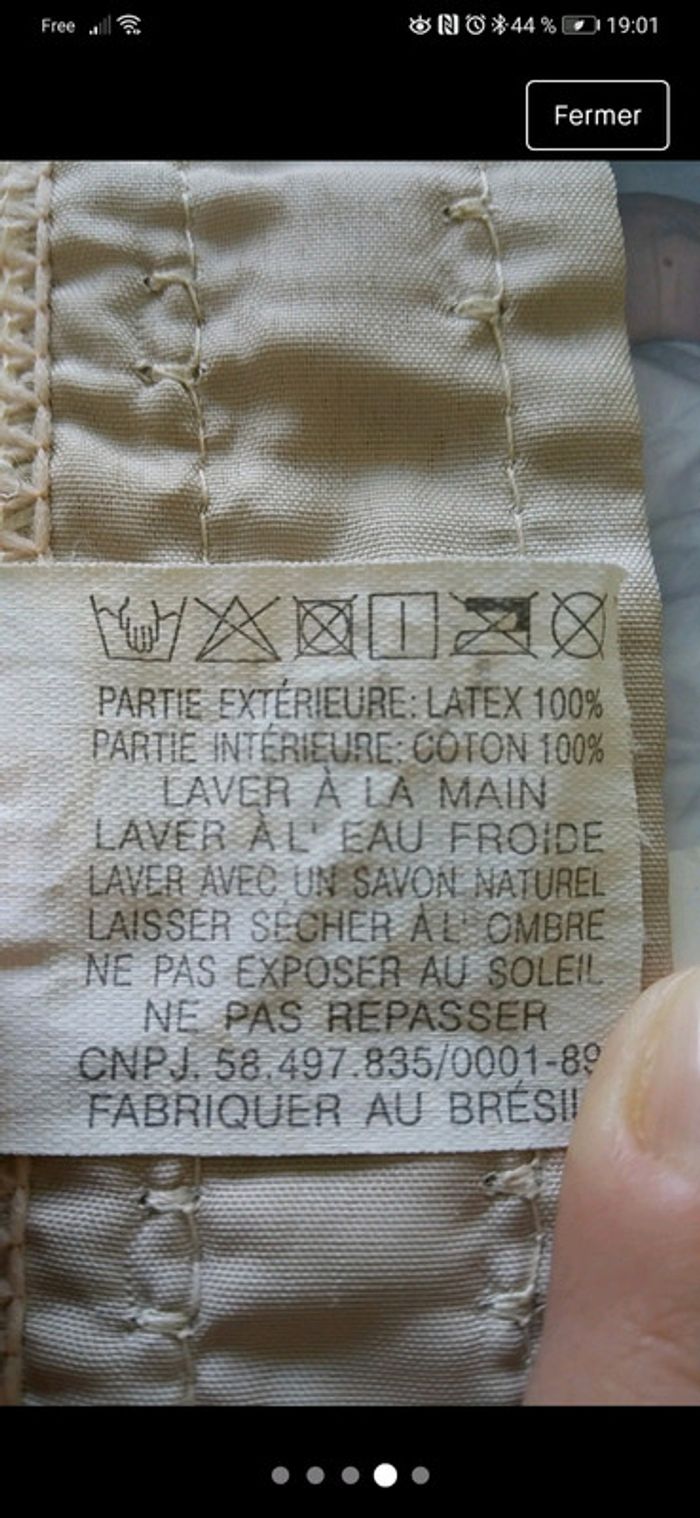 Free 44 % 19:01
Fermer
PARTIE EXTÉRIEURE: LATEX 100%
PARTIE INTÉRIEURE: COTON 100%
LAVER À LA MAIN
LAVER À L' EAU FROIDE
LAVER AVEC UN SAVON NATUREL
LAISSER SÉCHER À L' OMBRE
NE PAS EXPOSER AU SOLEIL
NE PAS REPASSER
CNPJ. 58.497.835/0001-89
FABRIQUER AU BRÉSIL